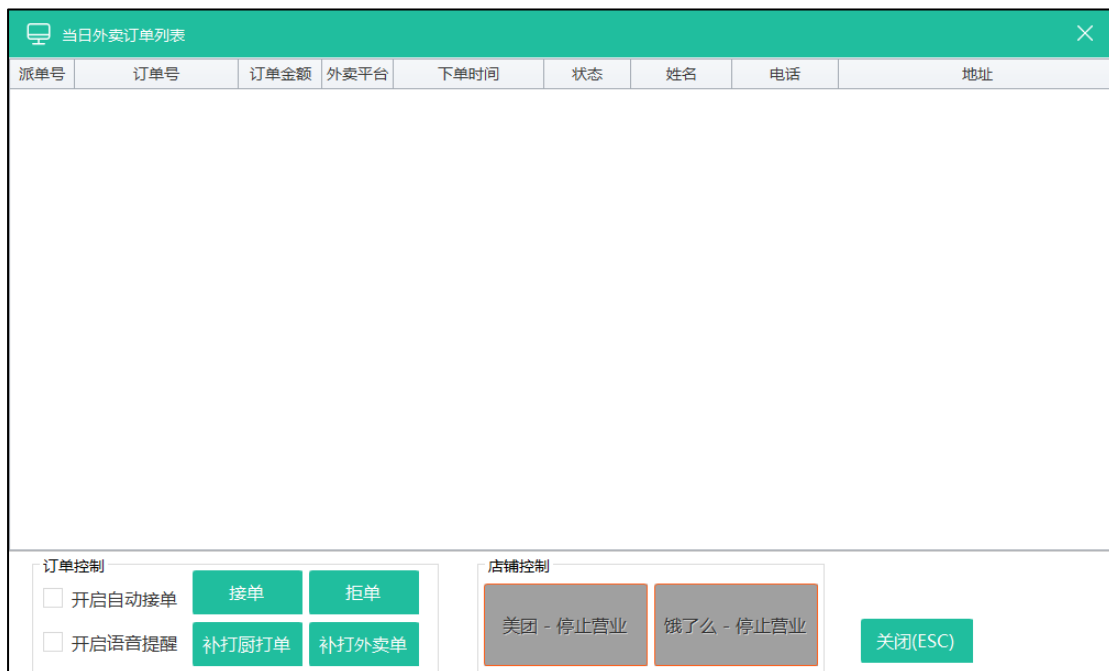 当日外卖订单列表
派单号 订单号 订单金额 外卖平台 下单时间 状态 姓名 电话 地址
订单控制 店铺控制
开启自动接单 接单 拒单
美团 - 停止营业 饿了么 - 停止营业
开启语音提醒 补打厨打单 补打外卖单 关闭(ESC)